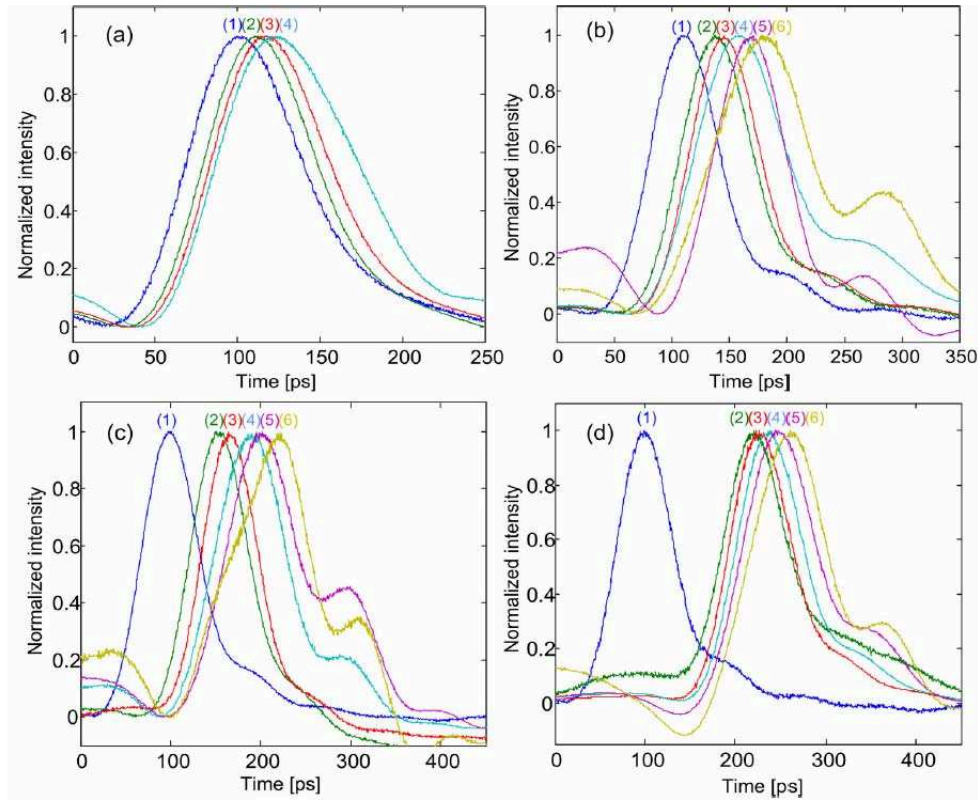 (a)
(1)(2)(3)(4)
1
0.8
0.6
0.4
0.2
0
Normalized intensity
0 50 100 150 200 250
Time [ps]
(b)
(1) (2)(3)(4)(5)(6)
1
0.8
0.6
0.4
0.2
0
Normalized intensity
0 50 100 150 200 250 300 350
Time [ps]
(c)
(1) (2)(3)(4)(5)(6)
1
0.8
0.6
0.4
0.2
0
Normalized intensity
0 100 200 300 400
Time [ps]
(d)
(1) (2)(3)(4)(5)(6)
1
0.8
0.6
0.4
0.2
0
Normalized intensity
0 100 200 300 400
Time [ps]